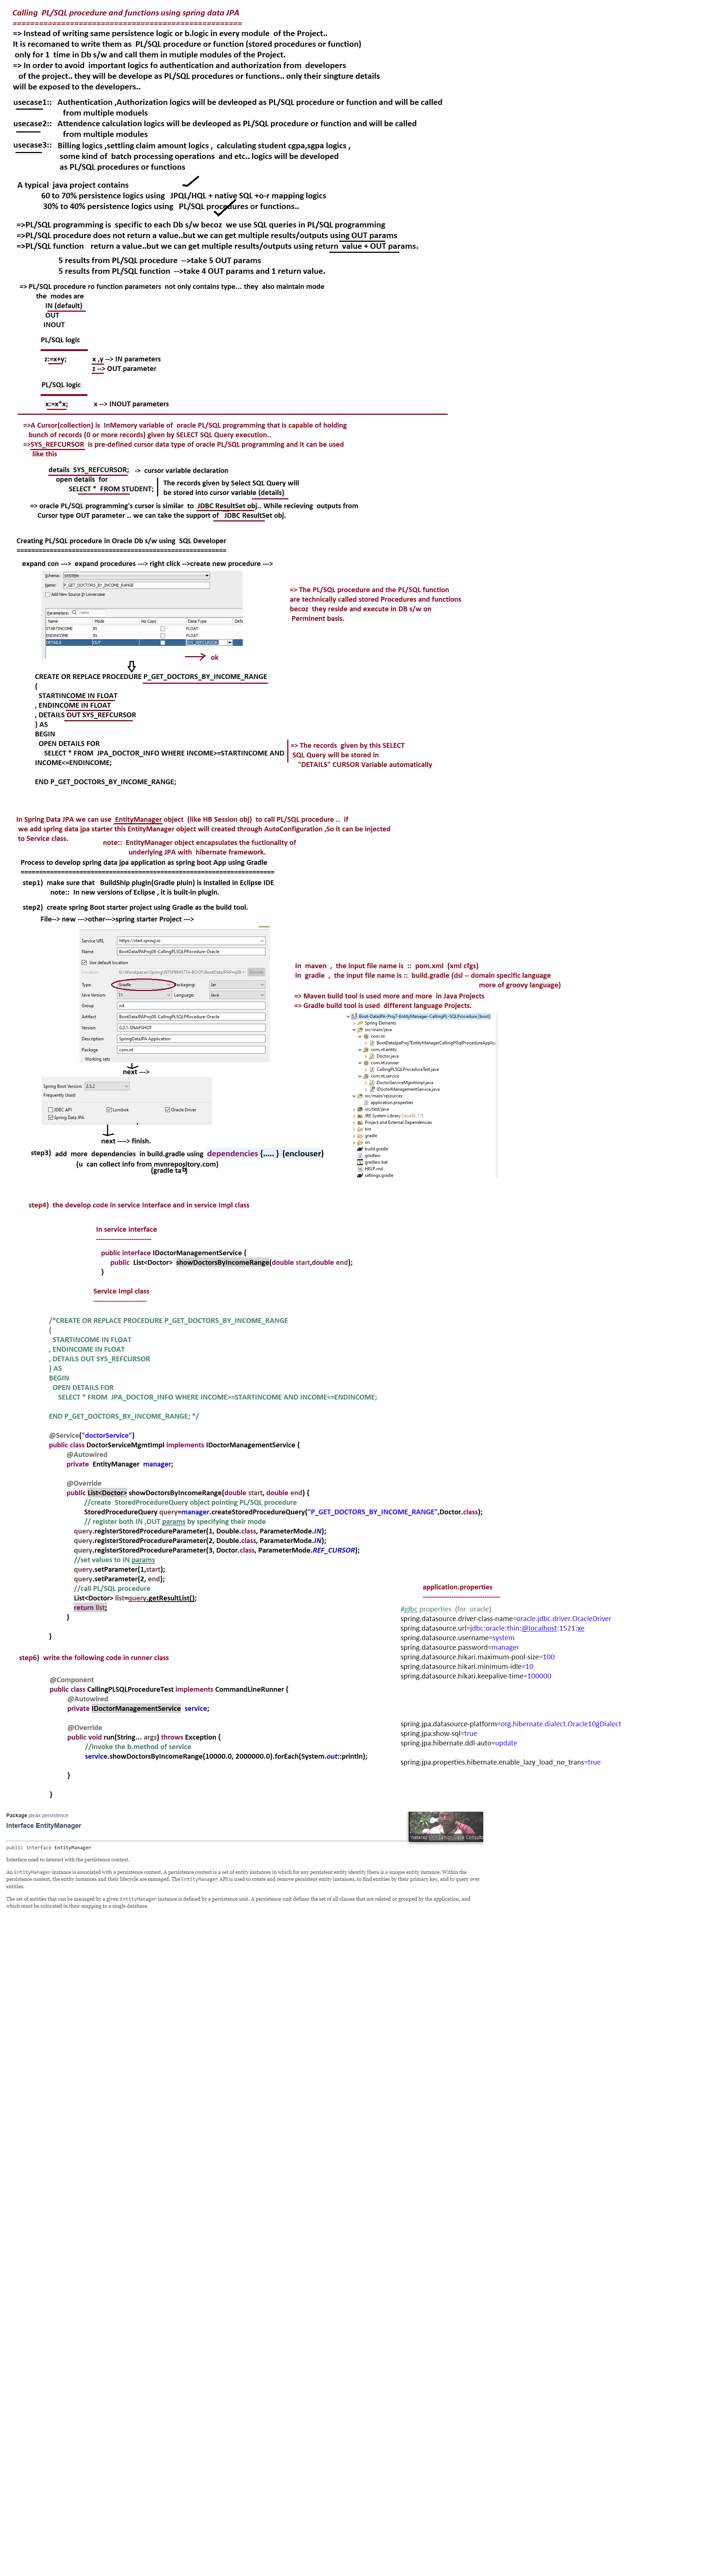 Calling PL/SQL procedure and functions using spring data JPA
====================================================
=> Instead of writing same persistence logic or b.logic in every module of the Project..
It is recomaned to write them as PL/SQL procedure or function (stored procedures or function)
only for 1 time in Db s/w and call them in mutiple modules of the Project.
=> In order to avoid important logics fo authentication and authorization from developers
of the project.. they will be develope as PL/SQL procedures or functions.. only their singture details
will be exposed to the developers..
usecase1:: Authentication ,Authorization logics will be devleoped as PL/SQL procedure or function and will be called
from multiple moduels
usecase2:: Attendence calculation logics will be devleoped as PL/SQL procedure or function and will be called
from multiple modules
usecase3:: Billing logics ,settling claim amount logics , calculating student cgpa,sgpa logics ,
some kind of batch processing operations and etc.. logics will be developed
as PL/SQL procedures or functions
A typical java project contains
60 to 70% persistence logics using JPQL/HQL + native SQL +o-r mapping logics
30% to 40% persistence logics using PL/SQL procedures or functions..
=>PL/SQL programming is specific to each Db s/w becoz we use SQL queries in PL/SQL programming
=>PL/SQL procedure does not return a value..but we can get multiple results/outputs using OUT params
=>PL/SQL function return a value..but we can get multiple results/outputs using return value + OUT params.
5 results from PL/SQL procedure -->take 5 OUT params
5 results from PL/SQL function -->take 4 OUT params and 1 return value.
=> PL/SQL procedure ro function parameters not only contains type... they also maintain mode
the modes are
IN (default)
OUT
INOUT
PL/SQL logic
z:=x+y; x ,y --> IN parameters
z --> OUT parameter
PL/SQL logic
x:=x*x; x --> INOUT parameters
=>A Cursor(collection) is InMemory variable of oracle PL/SQL programming that is capable of holding
bunch of records (0 or more records) given by SELECT SQL Query execution..
=>SYS_REFCURSOR is pre-defined cursor data type of oracle PL/SQL programming and it can be used
like this
details SYS_REFCURSOR; -> cursor variable declaration
open details for
SELECT * FROM STUDENT;
The records given by Select SQL Query will
be stored into cursor variable (details)
=> oracle PL/SQL programming's cursor is similar to JDBC ResultSet obj.. While recieving outputs from
Cursor type OUT parameter .. we can take the support of JDBC ResultSet obj.
Creating PL/SQL procedure in Oracle Db s/w using SQL Developer
==========================================================
expand con ---> expand procedures ---> right click -->create new procedure --->
Schema: SYSTEM
Name: P_GET_DOCTORS_BY_INCOME_RANGE
Add New Source In Lowercase
Parameters: name
Name Mode No Copy Data Type Defa
STARTINCOME IN FLOAT
ENDINCOME IN FLOAT
DETAILS OUT SYS_REFCURSOR
ok
=> The PL/SQL procedure and the PL/SQL function
are technically called stored Procedures and functions
becoz they reside and execute in DB s/w on
Perminent basis.
CREATE OR REPLACE PROCEDURE P_GET_DOCTORS_BY_INCOME_RANGE
(
STARTINCOME IN FLOAT
, ENDINCOME IN FLOAT
, DETAILS OUT SYS_REFCURSOR
) AS
BEGIN
OPEN DETAILS FOR
SELECT * FROM JPA_DOCTOR_INFO WHERE INCOME>=STARTINCOME AND
INCOME<=ENDINCOME;
END P_GET_DOCTORS_BY_INCOME_RANGE;
=> The records given by this SELECT
SQL Query will be stored in
"DETAILS" CURSOR Variable automatically
In Spring Data JPA we can use EntityManager object (like HB Session obj) to call PL/SQL procedure .. if
we add spring data jpa starter this EntityManager object will created through AutoConfiguration ,So it can be injected
to Service class.
note:: EntityManager object encapsulates the fuctionality of
underlying JPA with hibernate framework.
Process to develop spring data jpa application as spring boot App using Gradle
====================================================================
step1) make sure that BuildShip plugin(Gradle pluin) is installed in Eclipse IDE
note:: In new versions of Eclipse , it is built-in plugin.
step2) create spring Boot starter project using Gradle as the build tool.
File--> new --->other--->spring starter Project --->
Service URL https://start.spring.io
Name BootDataJPAProj08-CallingPLSQLPRocedure-Oracle
Use default location
Type: Gradle Packaging: Jar
Java Version: 11 Language: Java
Group nit
Artifact BootDataJPAProj08-CallingPLSQLPRocedure-Oracle
Version 0.0.1-SNAPSHOT
Description SpringDataJPA Application
Package com.nt
Working sets
next --->
Spring Boot Version: 2.5.2
Frequently Used:
JDBC API Lombok Oracle Driver
Spring Data JPA
next ----> finish.
In maven , the input file name is :: pom.xml (xml cfgs)
In gradle , the input file name is :: build.gradle (dsl -- domain specific language
more of groovy language)
=> Maven build tool is used more and more in Java Projects
=> Gradle build tool is used different language Projects.
Boot-DataJPA-Proj7-EntityManager-CallingPL-SQLProcedure [boot]
Spring Elements
src/main/java
com.nt
BootDataJpaProj7EntityManagerCallingPlSqlProcedureApplic
com.nt.entity
Doctor.java
com.nt.runner
CallingPLSQLProcedureTest.java
com.nt.service
DoctorServiceMgmtImpl.java
IDoctorManagementService.java
src/main/resources
application.properties
src/test/java
JRE System Library [JavaSE-17]
Project and External Dependencies
bin
gradle
src
build.gradle
gradlew
gradlew.bat
HELP.md
settings.gradle
step3) add more dependencies in build.gradle using dependencies {..... } (enclouser)
(u can collect info from mvnrepository.com)
(gradle tab)
step4) the develop code in service Interface and in service Impl class
In service interface
--------------------------
public interface IDoctorManagementService {
public List<Doctor> showDoctorsByIncomeRange(double start,double end);
}
Service Impl class
-------------------------
/*CREATE OR REPLACE PROCEDURE P_GET_DOCTORS_BY_INCOME_RANGE
(
STARTINCOME IN FLOAT
, ENDINCOME IN FLOAT
, DETAILS OUT SYS_REFCURSOR
) AS
BEGIN
OPEN DETAILS FOR
SELECT * FROM JPA_DOCTOR_INFO WHERE INCOME>=STARTINCOME AND INCOME<=ENDINCOME;
END P_GET_DOCTORS_BY_INCOME_RANGE; */
@Service("doctorService")
public class DoctorServiceMgmtImpl implements IDoctorManagementService {
@Autowired
private EntityManager manager;
@Override
public List<Doctor> showDoctorsByIncomeRange(double start, double end) {
//create StoredProcedureQuery object pointing PL/SQL procedure
StoredProcedureQuery query=manager.createStoredProcedureQuery("P_GET_DOCTORS_BY_INCOME_RANGE",Doctor.class);
// register both IN ,OUT params by specifying their mode
query.registerStoredProcedureParameter(1, Double.class, ParameterMode.IN);
query.registerStoredProcedureParameter(2, Double.class, ParameterMode.IN);
query.registerStoredProcedureParameter(3, Doctor.class, ParameterMode.REF_CURSOR);
//set values to IN params
query.setParameter(1,start);
query.setParameter(2, end);
//call PL/SQL procedure
List<Doctor> list=query.getResultList();
return list;
}
}
application.properties
------------------------------------
#jdbc properties (for oracle)
spring.datasource.driver-class-name=oracle.jdbc.driver.OracleDriver
spring.datasource.url=jdbc:oracle:thin:@localhost:1521:xe
spring.datasource.username=system
spring.datasource.password=manager
spring.datasource.hikari.maximum-pool-size=100
spring.datasource.hikari.minimum-idle=10
spring.datasource.hikari.keepalive-time=100000
spring.jpa.datasource-platform=org.hibernate.dialect.Oracle10gDialect
spring.jpa.show-sql=true
spring.jpa.hibernate.ddl-auto=update
spring.jpa.properties.hibernate.enable_lazy_load_no_trans=true
step6) write the following code in runner class
@Component
public class CallingPLSQLProcedureTest implements CommandLineRunner {
@Autowired
private IDoctorManagementService service;
@Override
public void run(String... args) throws Exception {
//invoke the b.method of service
service.showDoctorsByIncomeRange(10000.0, 2000000.0).forEach(System.out::println);
}
}
Package javax.persistence
Interface EntityManager
public interface EntityManager
Interface used to interact with the persistence context.
An EntityManager instance is associated with a persistence context. A persistence context is a set of entity instances in which for any persistent entity identity there is a unique entity instance. Within the
persistence context, the entity instances and their lifecycle are managed. The EntityManager API is used to create and remove persistent entity instances, to find entities by their primary key, and to query over
entities.
The set of entities that can be managed by a given EntityManager instance is defined by a persistence unit. A persistence unit defines the set of all classes that are related or grouped by the application, and
which must be colocated in their mapping to a single database.